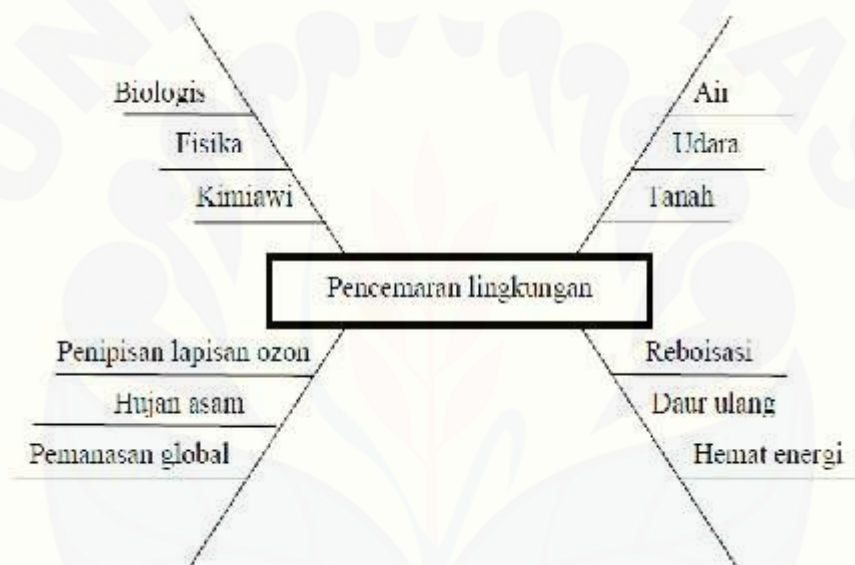 Biologis
Fisika
Kimiawi
Air
Udara
Tanah
Pencemaran lingkungan
Penipisan lapisan ozon
Hujan asam
Pemanasan global
Reboisasi
Daur ulang
Hemat energi